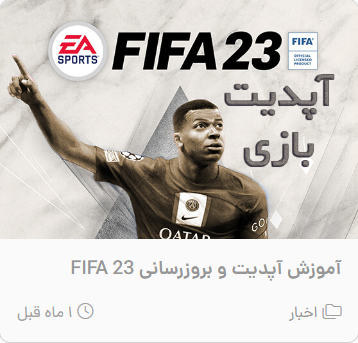 EA SPORTS FIFA 23 FIFA OFFICIAL LICENSED PRODUCT
آپدیت
بازی
QATAR
آموزش آپدیت و بروزرسانی FIFA 23
اخبار ۱ ماه قبل